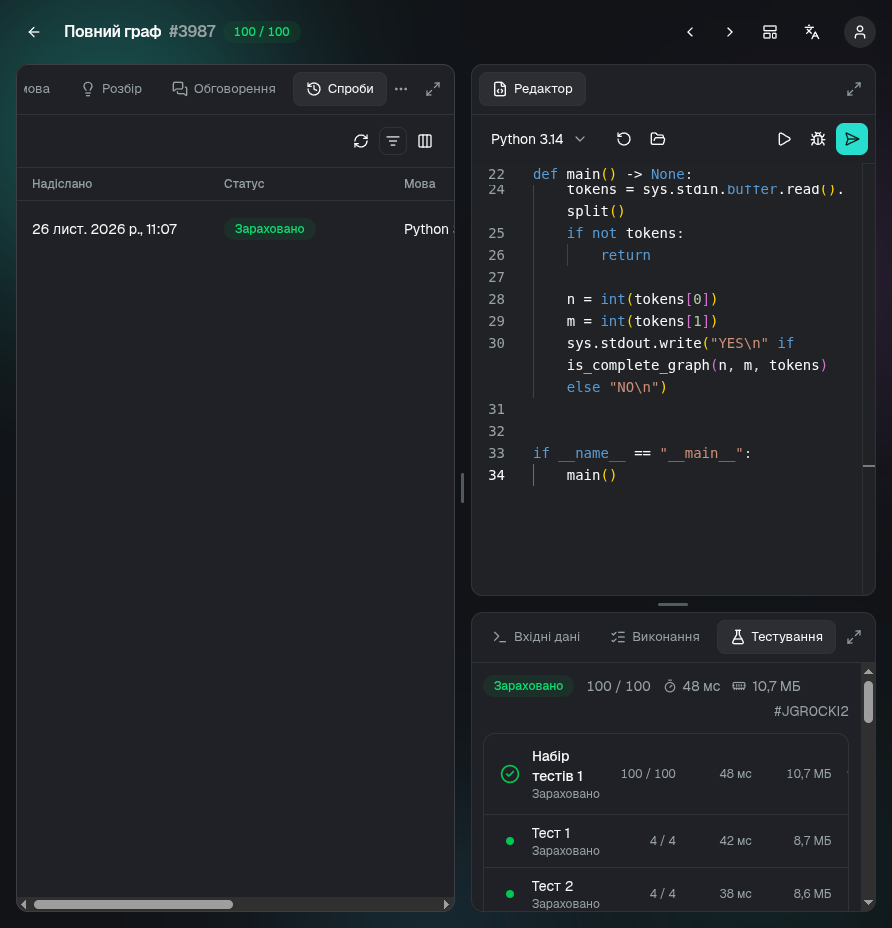 Повний граф #3987 100 / 100
Розбір Обговорення Спроби
Надіслано Статус Мова
26 лист. 2026 р., 11:07 Зараховано Python
Редактор
Python 3.14
22 def main() -> None:
24 tokens = sys.stdin.buffer.read().
split()
25 if not tokens:
26 return
27
28 n = int(tokens[0])
29 m = int(tokens[1])
30 sys.stdout.write("YES\n" if
is_complete_graph(n, m, tokens)
else "NO\n")
31
32
33 if __name__ == "__main__":
34 main()
Вхідні дані Виконання Тестування
Зараховано 100 / 100 48 мс 10,7 МБ
#JGR0CKI2
Набір
тестів 1 100 / 100 48 мс 10,7 МБ
Зараховано
Тест 1 4 / 4 42 мс 8,7 МБ
Зараховано
Тест 2 4 / 4 38 мс 8,6 МБ
Зараховано